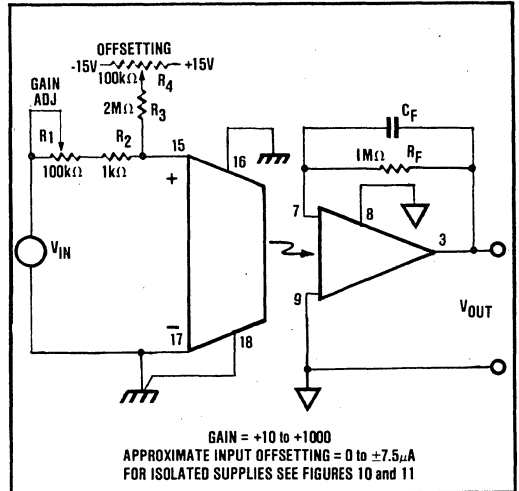 OFFSETTING
-15V +15V
100kΩ R4
GAIN
ADJ
2MΩ R3
R1 R2 15
100kΩ 1kΩ
+
16
CF
1MΩ RF
7 8
3
VIN
9
VOUT
–
17 18
GAIN = +10 to +1000
APPROXIMATE INPUT OFFSETTING = 0 to ±7.5µA
FOR ISOLATED SUPPLIES SEE FIGURES 10 and 11